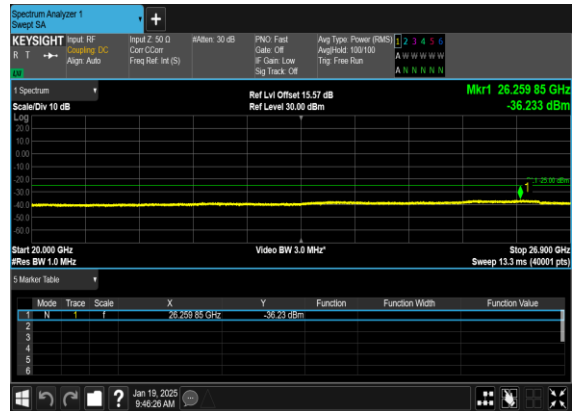 Spectrum Analyzer 1
Swept SA
+
KEYSIGHT Input: RF Input Z: 50 Ω #Atten: 30 dB PNO: Fast Avg Type: Power (RMS) 1 2 3 4 5 6
R T Coupling: DC Corr CCorr Gate: Off Avg|Hold: 100/100 A W W W W W
Align: Auto Freq Ref: Int (S) IF Gain: Low Trig: Free Run
Sig Track: Off A N N N N N
1 Spectrum Ref Lvl Offset 15.57 dB Mkr1 26.259 85 GHz
Scale/Div 10 dB Ref Level 30.00 dBm -36.233 dBm
Log
20.0
10.0
0.00
-10.0
-20.0
-30.0
-40.0
-50.0
-60.0
-25.00 dBm
1
Start 20.000 GHz Video BW 3.0 MHz* Stop 26.900 GHz
#Res BW 1.0 MHz Sweep 13.3 ms (40001 pts)
5 Marker Table
Mode Trace Scale X Y Function Function Width Function Value
1 N 1 f 26.259 85 GHz -36.23 dBm
2
3
4
5
6
? Jan 19, 2025
9:46:26 AM